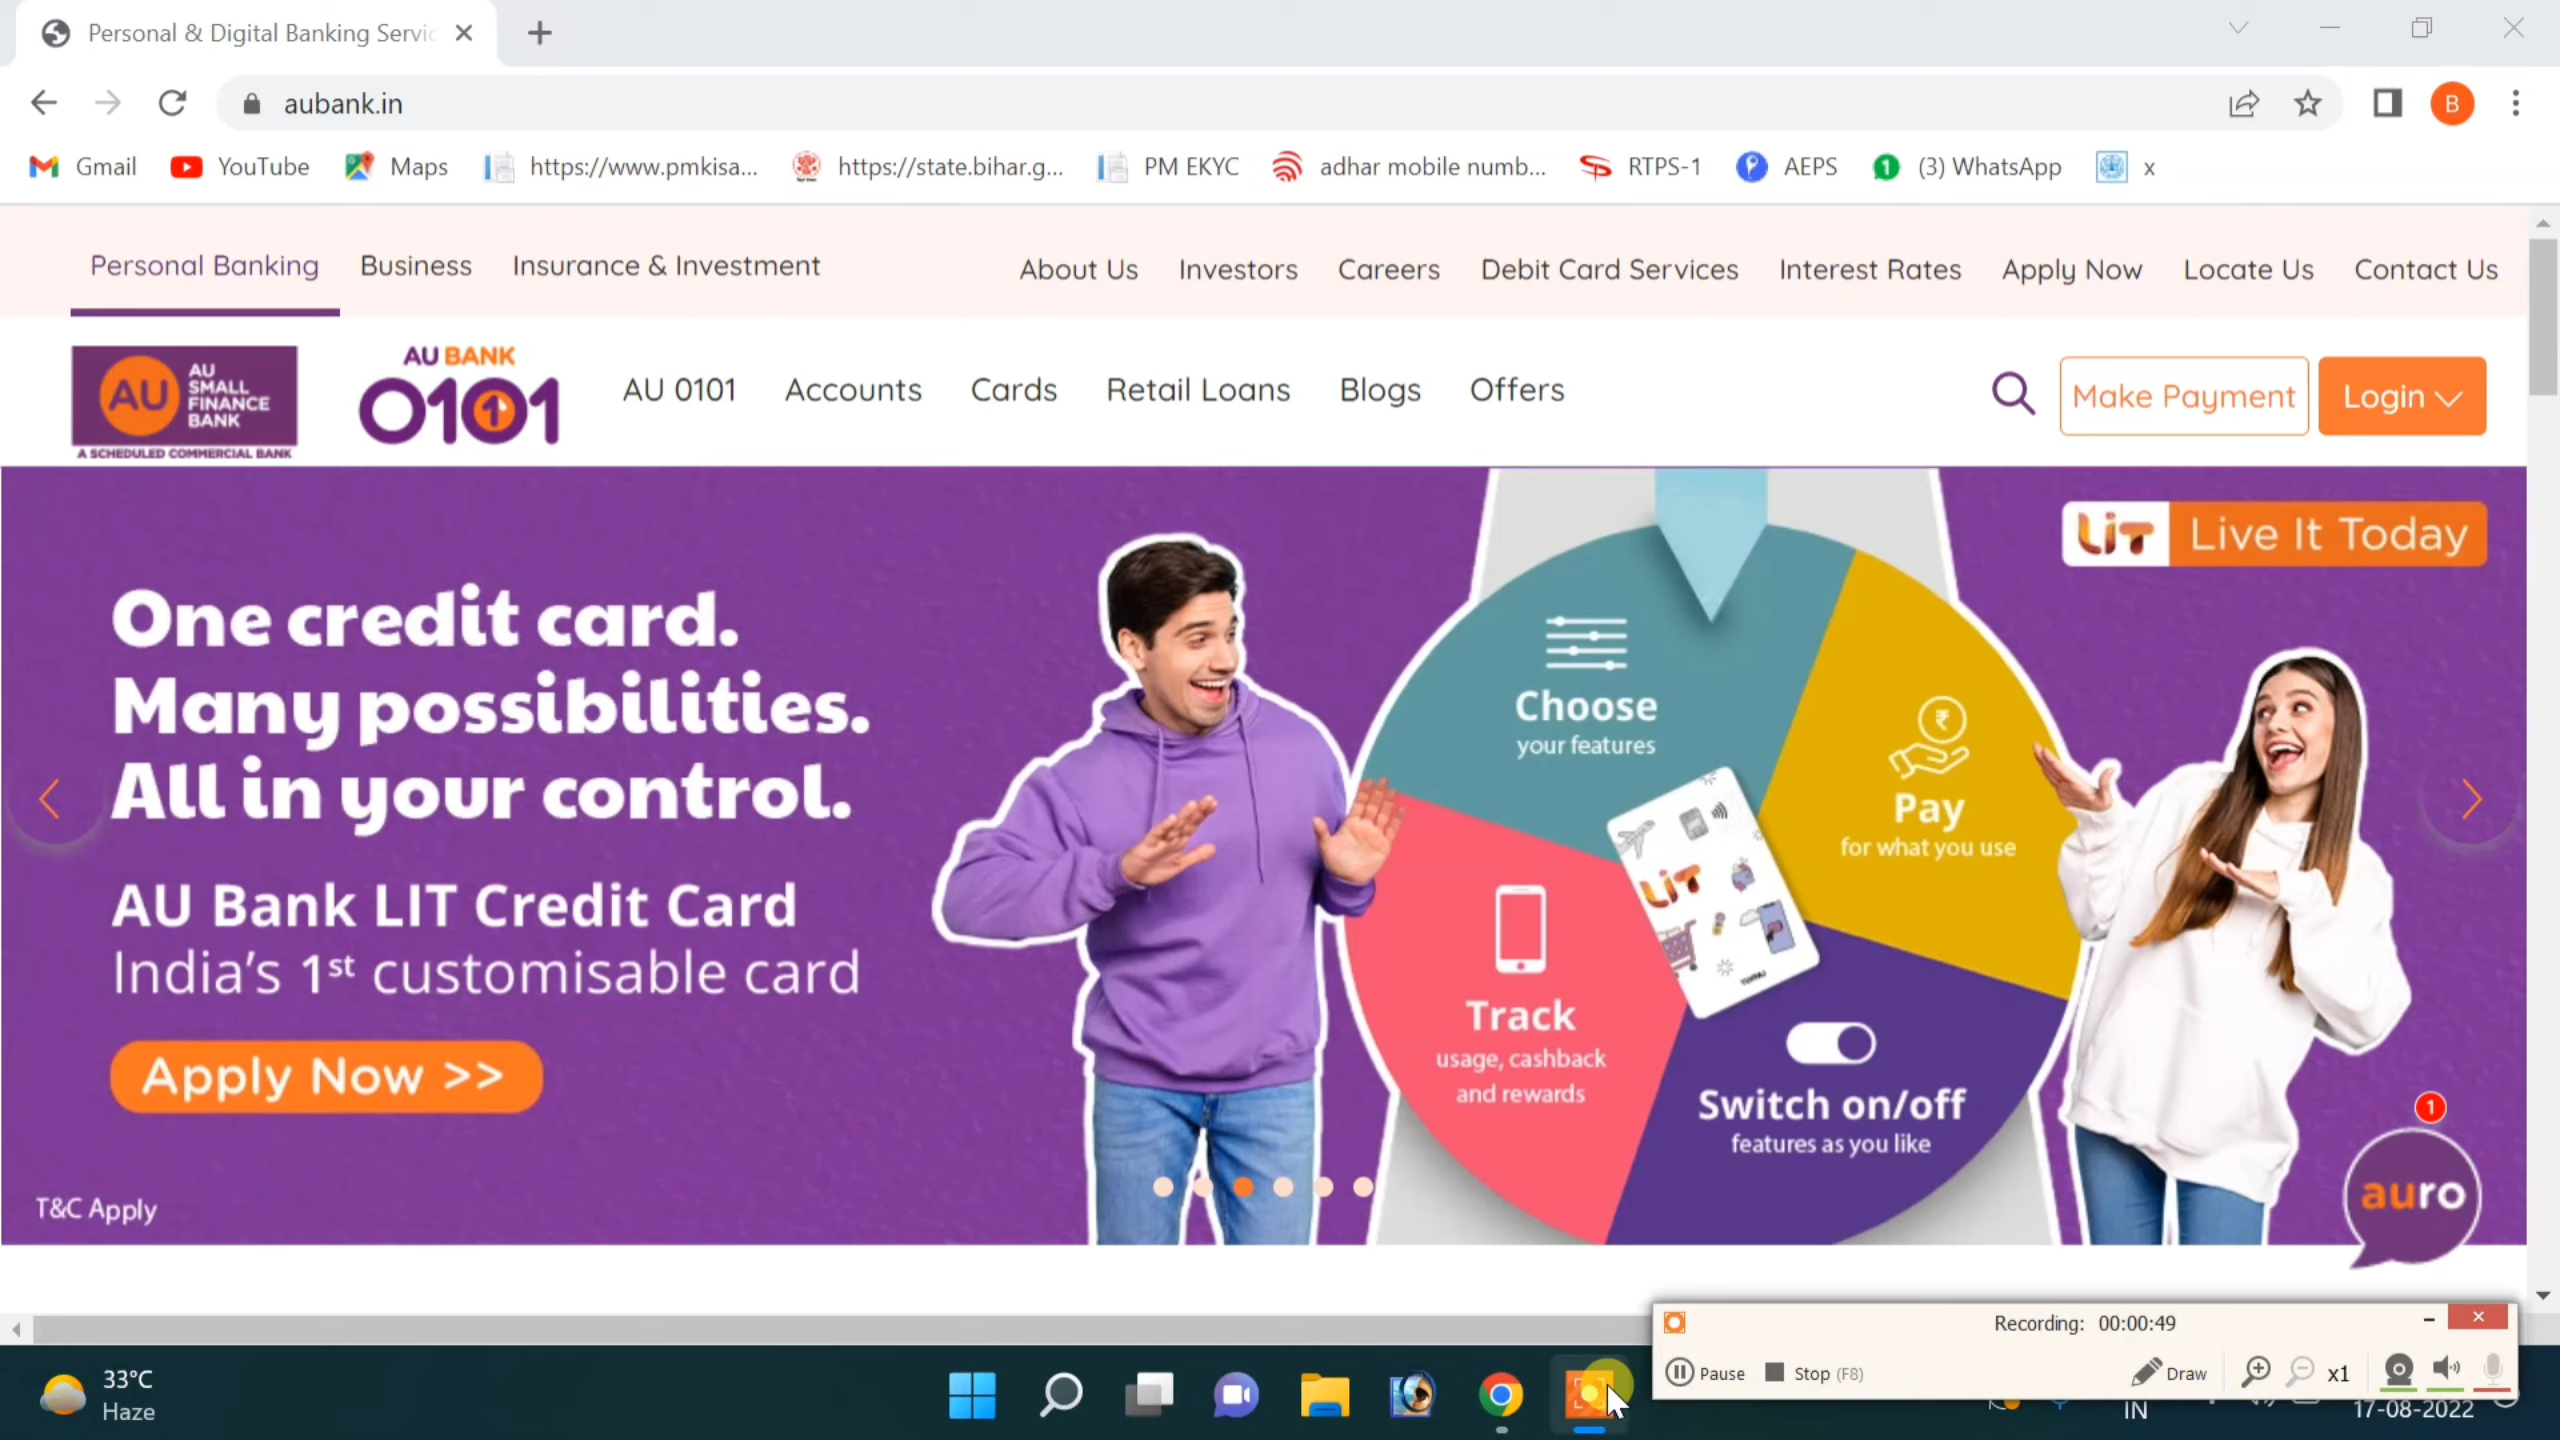 Personal & Digital Banking Servic
aubank.in
B
Gmail
YouTube
Maps
https://www.pmkisa...
https://state.bihar.g...
PM EKYC
adhar mobile numb...
RTPS-1
AEPS
1
(3) WhatsApp
x
Personal Banking
Business
Insurance & Investment
About Us
Investors
Careers
Debit Card Services
Interest Rates
Apply Now
Locate Us
Contact Us
AU
AU
SMALL
FINANCE
BANK
A SCHEDULED COMMERCIAL BANK
AU BANK
0101
AU 0101
Accounts
Cards
Retail Loans
Blogs
Offers
Make Payment
Login
LiT
Live It Today
One credit card.
Many possibilities.
All in your control.
AU Bank LIT Credit Card
India's 1st customisable card
Apply Now >>
T&C Apply
Choose
your features
Pay
for what you use
LiT
Track
usage, cashback
and rewards
Switch on/off
features as you like
1
auro
Recording: 00:00:49
Pause
Stop (F8)
Draw
x1
33°C
Haze
IN
17-08-2022